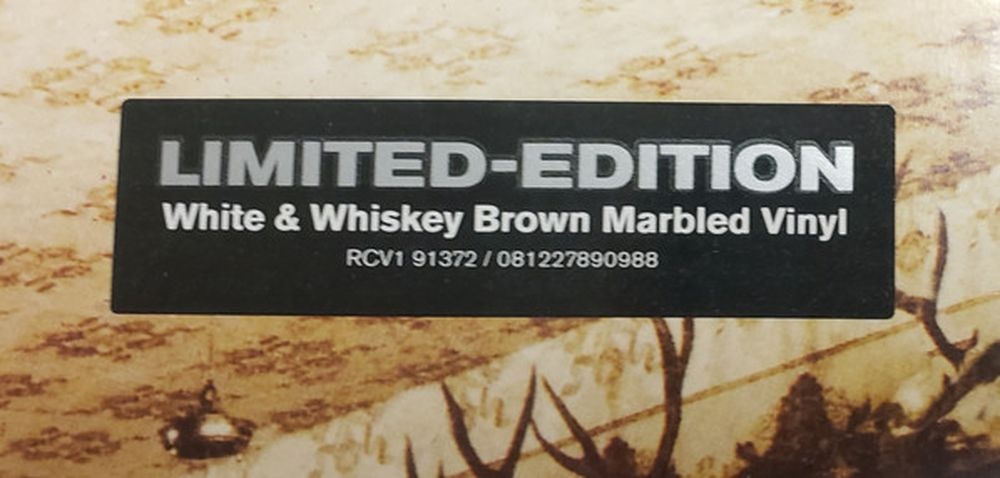 LIMITED-EDITION
White & Whiskey Brown Marbled Vinyl
RCV1 91372 / 081227890988